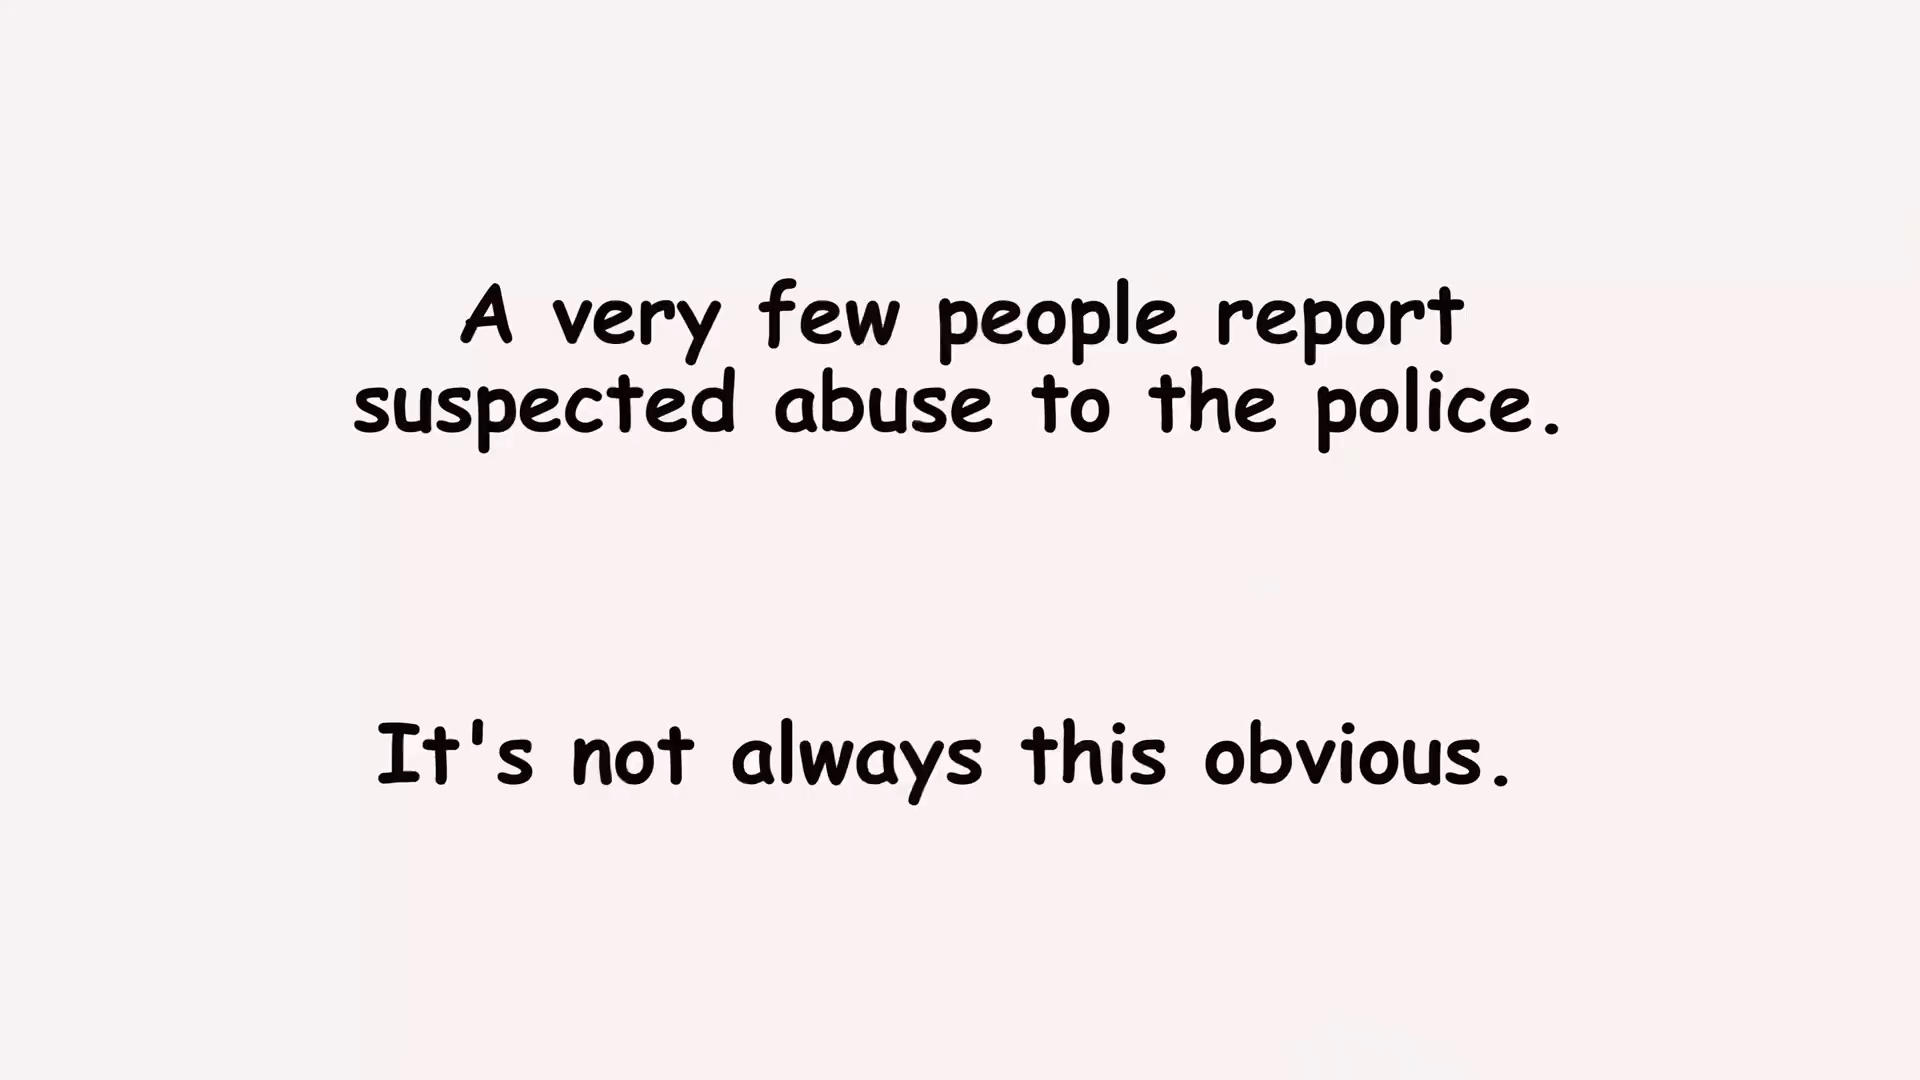 A very few people report
suspected abuse to the police.
It's not always this obvious.